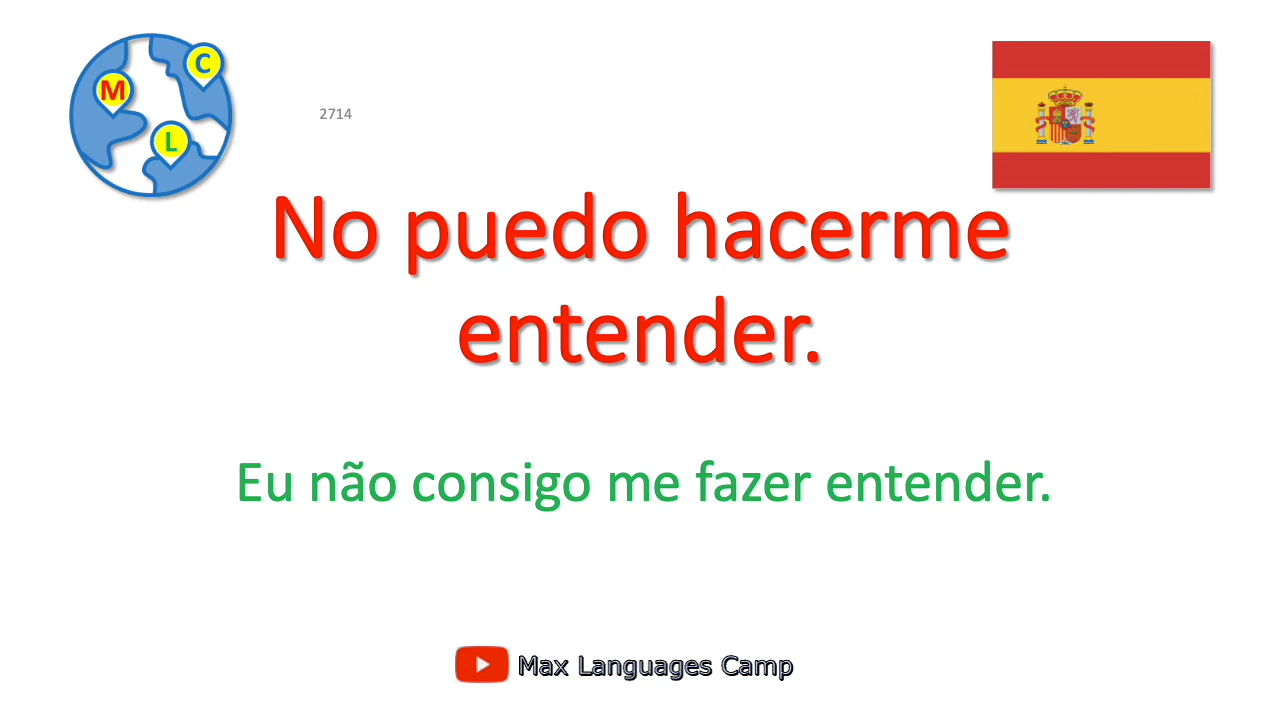 M
C
L
2714
No puedo hacerme
entender.
Eu não consigo me fazer entender.
Max Languages Camp